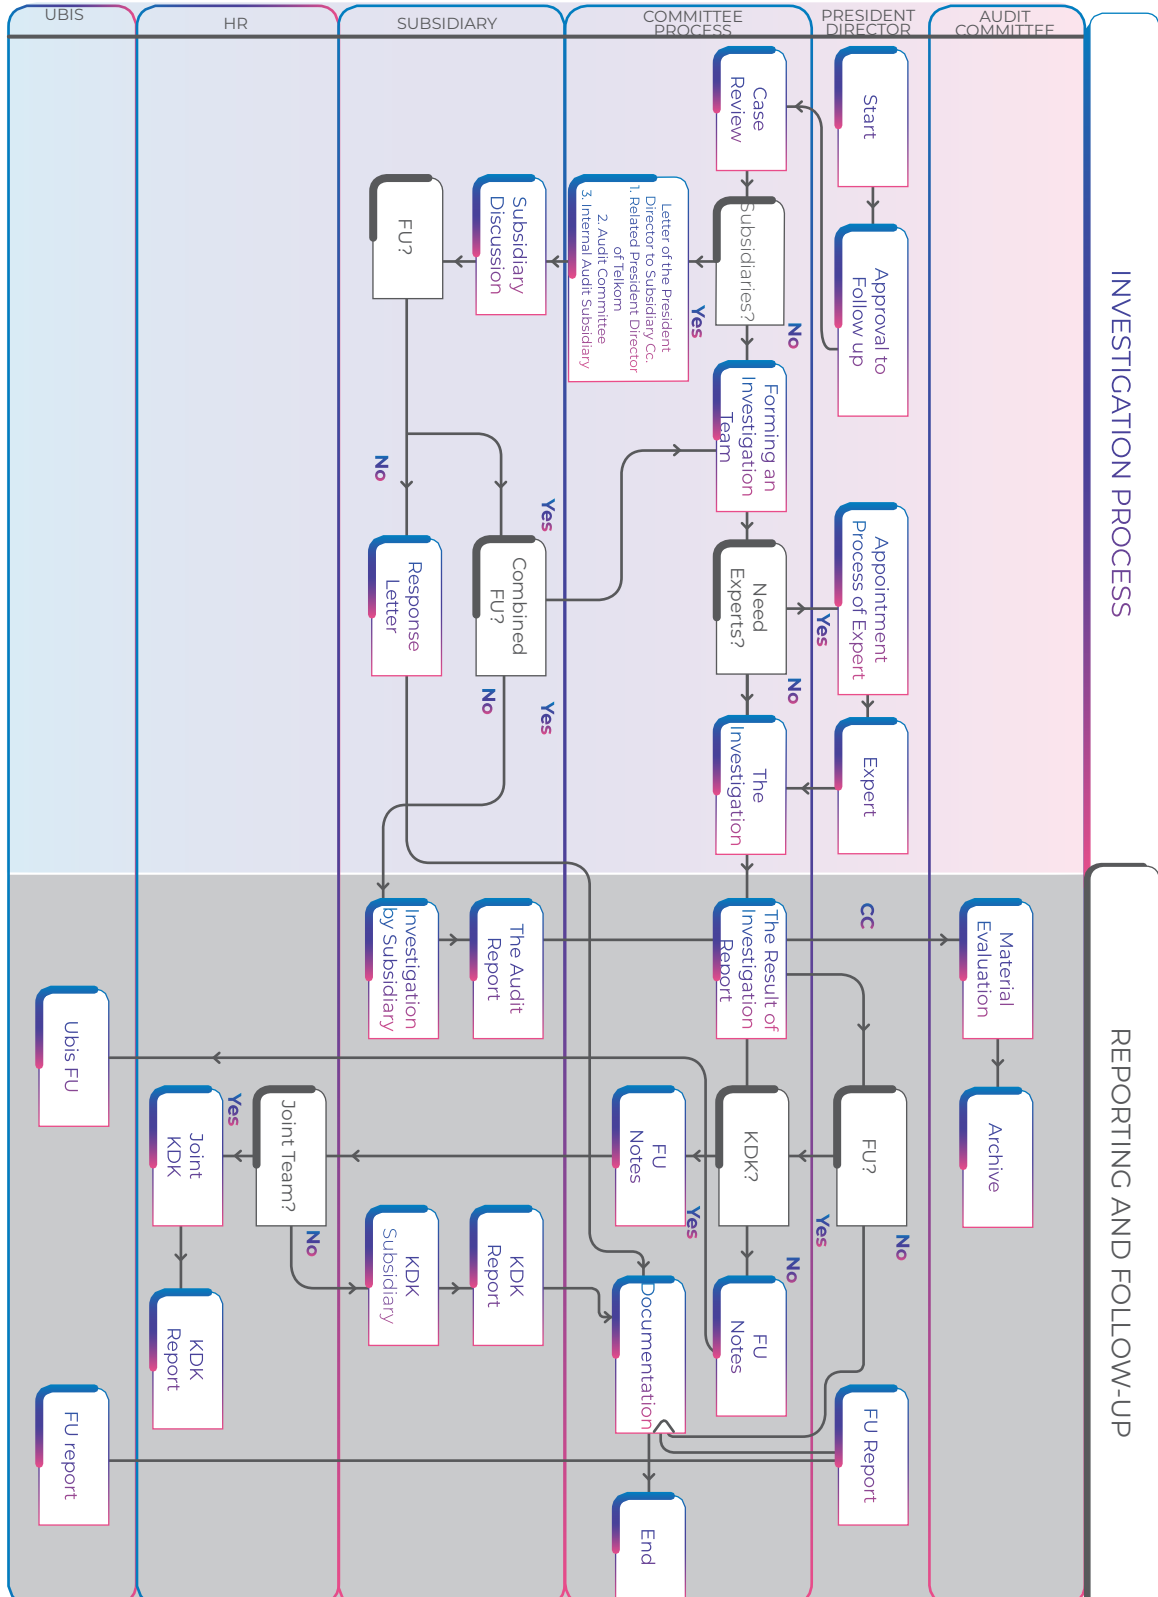 UBIS
HR
SUBSIDIARY
COMMITTEE
PROCESS
PRESIDENT
DIRECTOR
AUDIT
COMMITTEE
INVESTIGATION PROCESS
Start
Approval to
Follow up
Case
Review
Subsidiaries?
No
Yes
Letter of the President
Director to Subsidiary Cc.
1. Related President Director
of Telkom
2. Audit Committee
3. Internal Audit Subsidiary
Subsidiary
Discussion
FU?
No
Yes
Forming an
Investigation
Team
Appointment
Process of Expert
Need
Experts?
Yes
No
Combined
FU?
Response
Letter
No
Yes
Expert
The
Investigation
REPORTING AND FOLLOW-UP
CC
Material
Evaluation
The Result of
Investigation
Report
The Audit
Report
Investigation
by Subsidiary
Ubis FU
Archive
FU?
KDK?
FU
Notes
Joint Team?
Yes
Joint
KDK
No
Yes
Yes
No
No
KDK
Subsidiary
KDK
Report
Documentation
FU
Notes
KDK
Report
FU Report
FU report
End